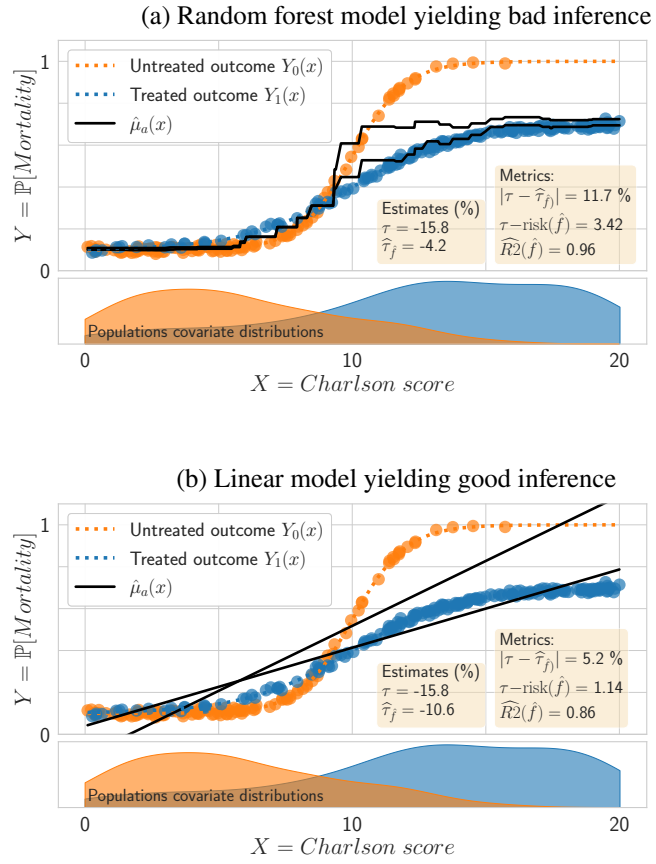 (a) Random forest model yielding bad inference
Untreated outcome Y₀(x)
Treated outcome Y₁(x)
μ̂ₐ(x)
Y = ℙ[Mortality]
1
0
Estimates (%)
τ = -15.8
τ̂_f̂ = -4.2
Metrics:
|τ − τ̂_f̂)| = 11.7 %
τ−risk(f̂) = 3.42
R̂2(f̂) = 0.96
Populations covariate distributions
0 10 20
X = Charlson score
(b) Linear model yielding good inference
Untreated outcome Y₀(x)
Treated outcome Y₁(x)
μ̂ₐ(x)
Y = ℙ[Mortality]
1
0
Estimates (%)
τ = -15.8
τ̂_f̂ = -10.6
Metrics:
|τ − τ̂_f̂)| = 5.2 %
τ−risk(f̂) = 1.14
R̂2(f̂) = 0.86
Populations covariate distributions
0 10 20
X = Charlson score